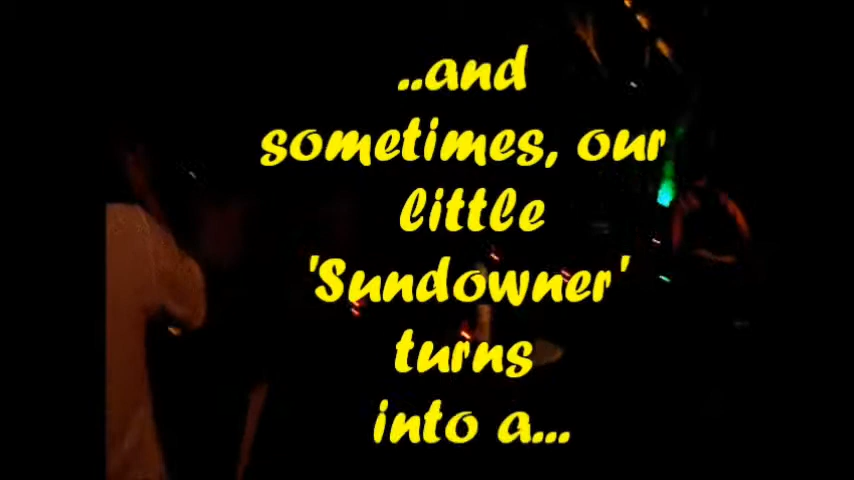 ..and
sometimes, our
little
'Sundowner'
turns
into a...